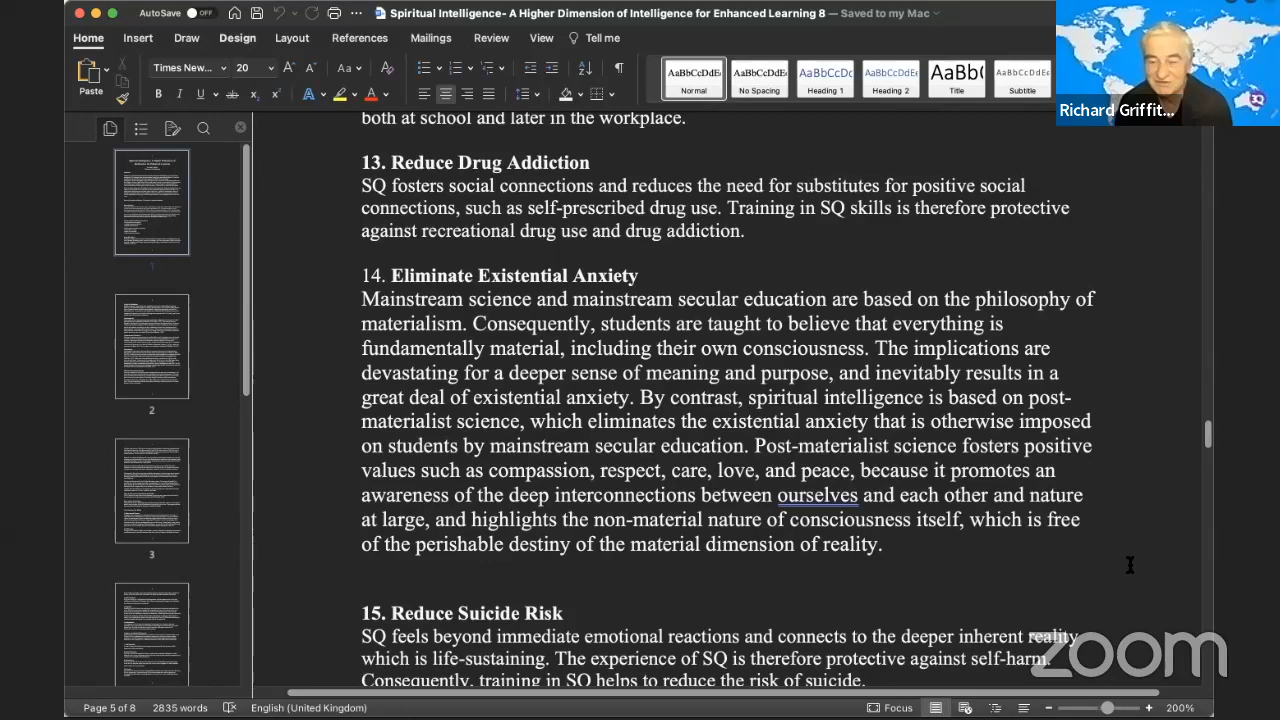 AutoSave OFF Spiritual Intelligence- A Higher Dimension of Intelligence for Enhanced Learning 8 — Saved to my Mac
Home Insert Draw Design Layout References Mailings Review View Tell me
Paste
Times New... 20 Aa
AaBbCcDdEe AaBbCcDdEe AaBbCcDc AaBbCcDdEe AaBb( AaBbCcDdEe
Normal No Spacing Heading 1 Heading 2 Title Subtitle
Richard Griffit...
both at school and later in the workplace.
13. Reduce Drug Addiction
SQ fosters social connection and reduces the need for substitutes for positive social
connections, such as self-prescribed drug use. Training in SQ skills is therefore protective
against recreational drug use and drug addiction.
14. Eliminate Existential Anxiety
Mainstream science and mainstream secular education are based on the philosophy of
materialism. Consequently, students are taught to believe that everything is
fundamentally material, including their own consciousness. The implications are
devastating for a deeper sense of meaning and purpose and inevitably results in a
great deal of existential anxiety. By contrast, spiritual intelligence is based on post-
materialist science, which eliminates the existential anxiety that is otherwise imposed
on students by mainstream secular education. Post-materialist science fosters positive
values such as compassion, respect, care, love, and peace, because it promotes an
awareness of the deep interconnections between ourselves and each other and nature
at large and highlights the non-material nature of consciousness itself, which is free
of the perishable destiny of the material dimension of reality.
15. Reduce Suicide Risk
SQ goes beyond immediate emotional reactions and connects to the deeper inherent reality
which is life-supporting. The experience of SQ is therefore protective against self-harm.
Consequently, training in SQ helps to reduce the risk of suicide.
1
2
3
zoom
Page 5 of 8 2835 words English (United Kingdom) Focus 200%